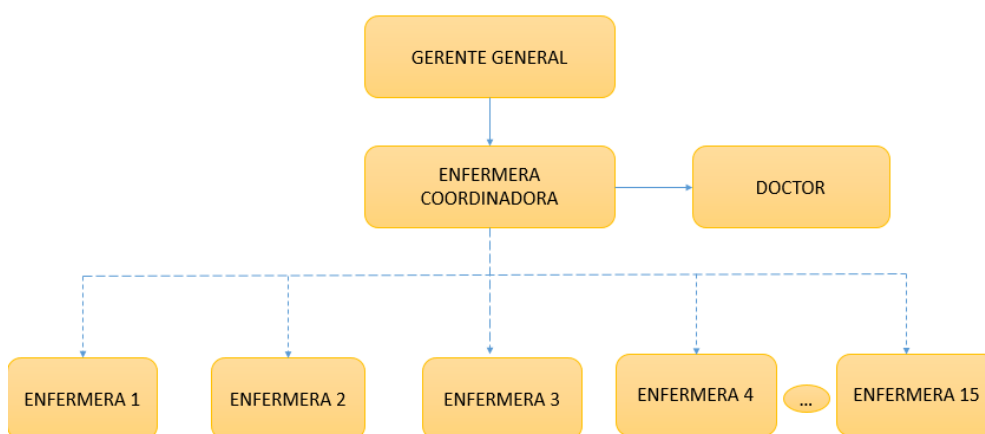 GERENTE GENERAL
ENFERMERA
COORDINADORA
DOCTOR
ENFERMERA 1
ENFERMERA 2
ENFERMERA 3
ENFERMERA 4
...
ENFERMERA 15